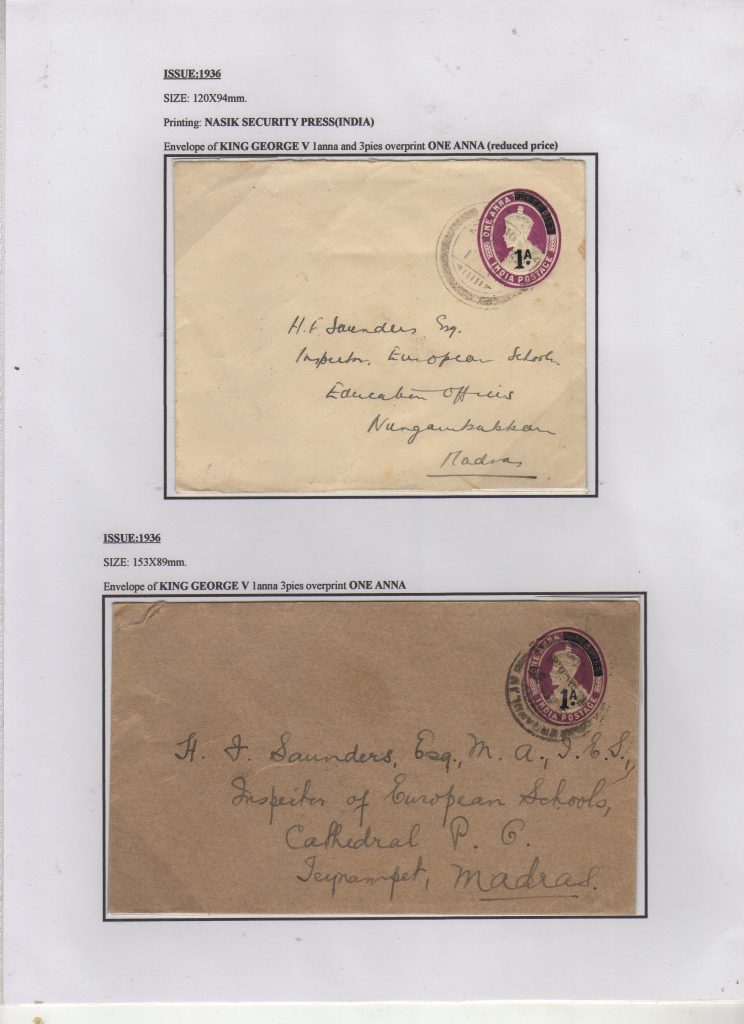 ISSUE:1936
SIZE: 120X94mm.
Printing: NASIK SECURITY PRESS(INDIA)
Envelope of KING GEORGE V 1anna and 3pies overprint ONE ANNA (reduced price)
ONE ANNA
1A.
INDIA POSTAGE
H. F. Saunders Esq.
Inspector, European Schools
Education Offices
Nungambakkam
Madras
ISSUE:1936
SIZE: 153X89mm.
Envelope of KING GEORGE V 1anna 3pies overprint ONE ANNA
ONE ANNA
1A.
INDIA POSTAGE
H. F. Saunders, Esq., M. A., I. E. S.,
Inspector of European Schools,
Cathedral P. O.
Teynampet, Madras.